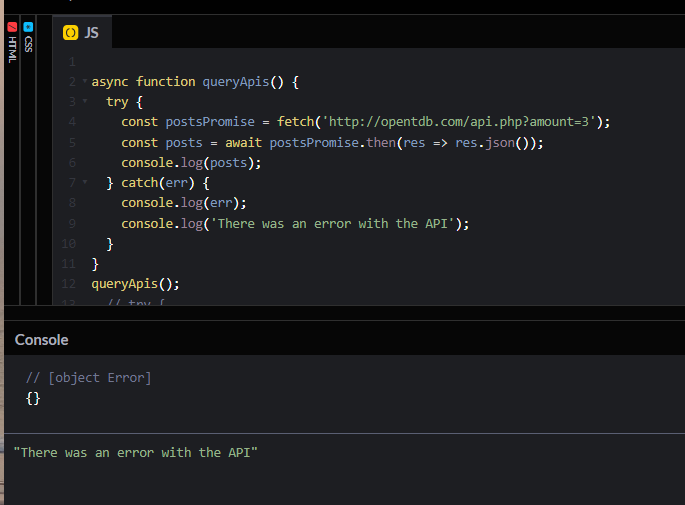 HTML
CSS
JS
1
2 async function queryApis() {
3 try {
4 const postsPromise = fetch('http://opentdb.com/api.php?amount=3');
5 const posts = await postsPromise.then(res => res.json());
6 console.log(posts);
7 } catch(err) {
8 console.log(err);
9 console.log('There was an error with the API');
10 }
11 }
12 queryApis();
13 // try {
Console
// [object Error]
{}
"There was an error with the API"